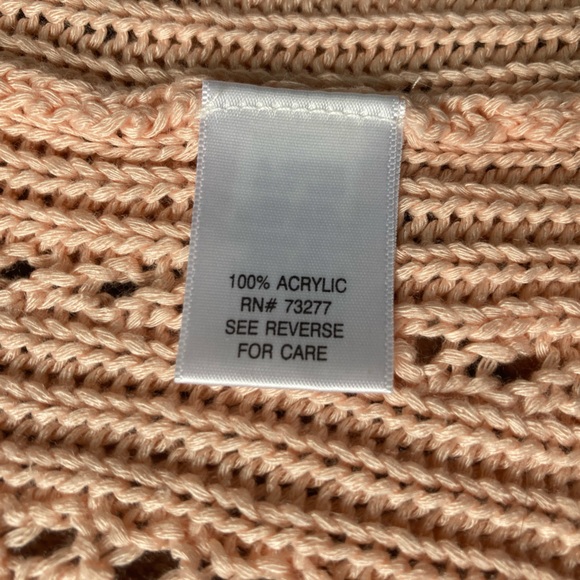 100% ACRYLIC
RN# 73277
SEE REVERSE
FOR CARE